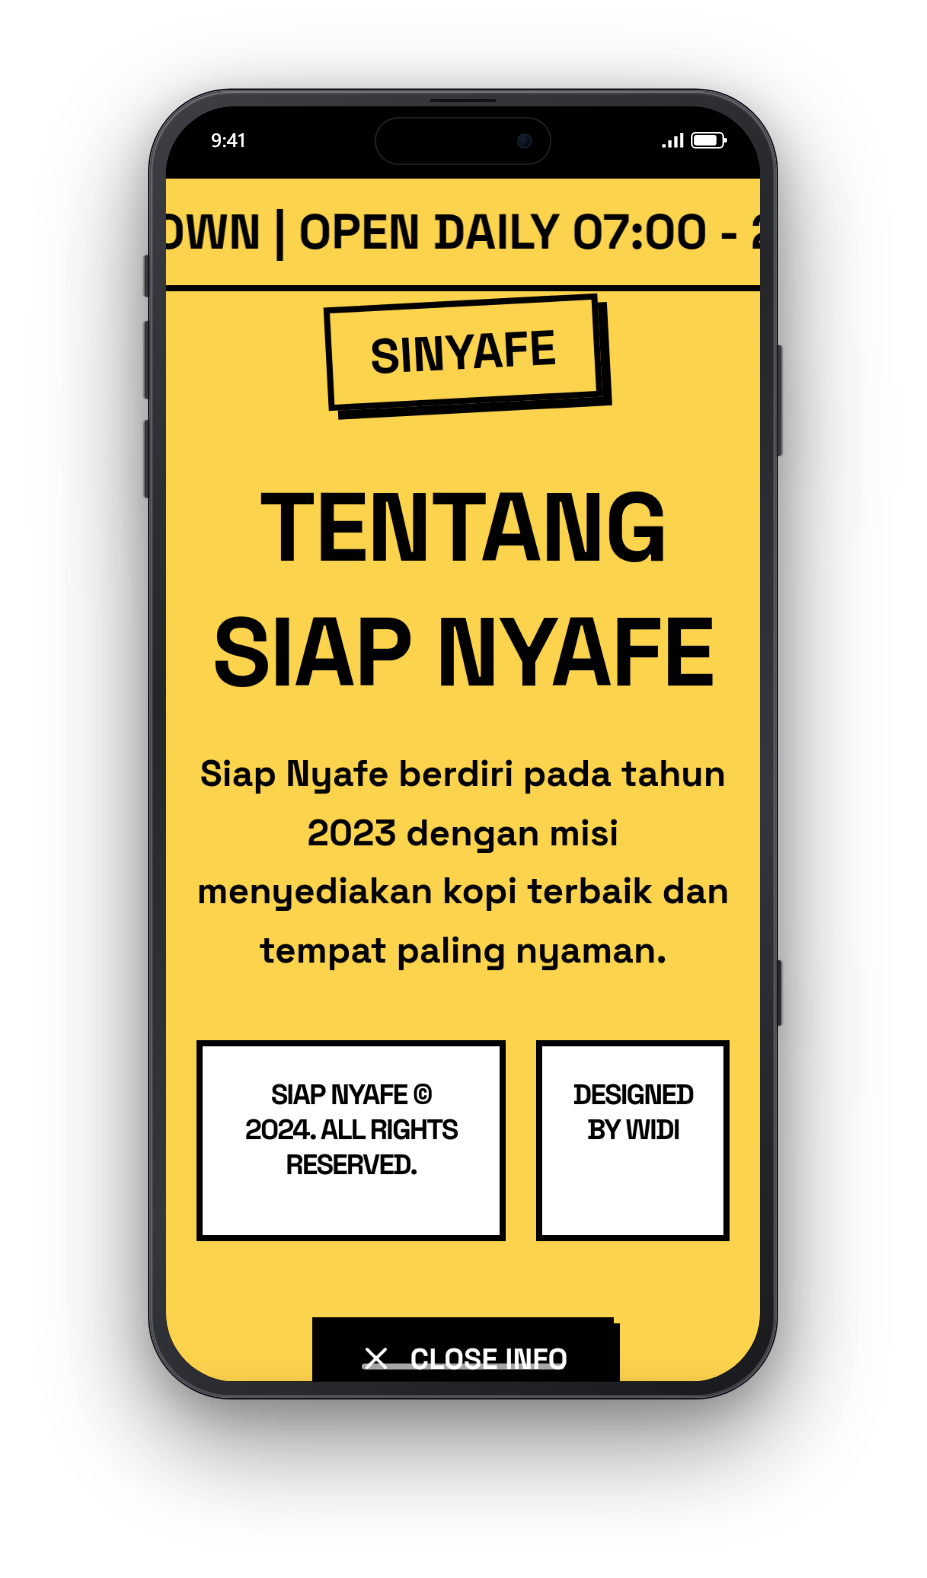 9:41
OWN | OPEN DAILY 07:00 -
SINYAFE
TENTANG
SIAP NYAFE
Siap Nyafe berdiri pada tahun
2023 dengan misi
menyediakan kopi terbaik dan
tempat paling nyaman.
SIAP NYAFE ©
2024. ALL RIGHTS
RESERVED.
DESIGNED
BY WIDI
CLOSE INFO